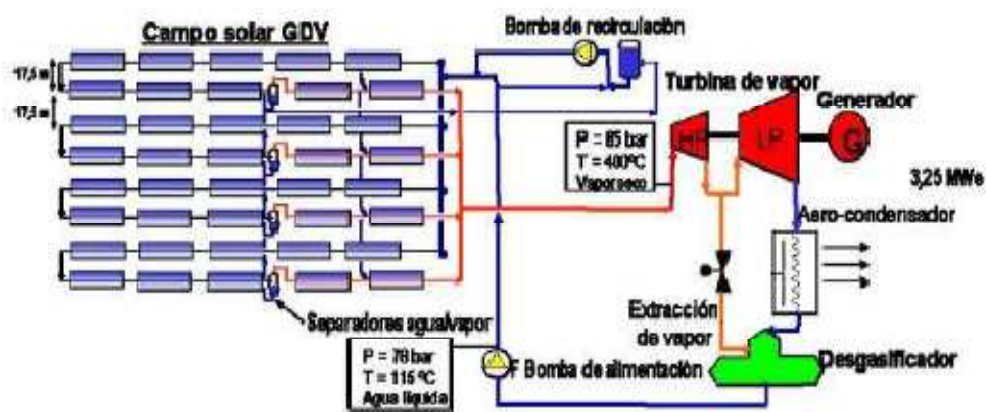 Campo solar GDV
Bomba de recirculación
Turbina de vapor
Generador
17,5 m
17,5 m
P = 65 bar
T = 400ºC
Vapor seco
HP
LP
G
3,25 MWe
Aero-condensador
Separadores agua/vapor
Extracción
de vapor
P = 78 bar
T = 115 ºC
Agua líquida
Bomba de alimentación
Desgasificador